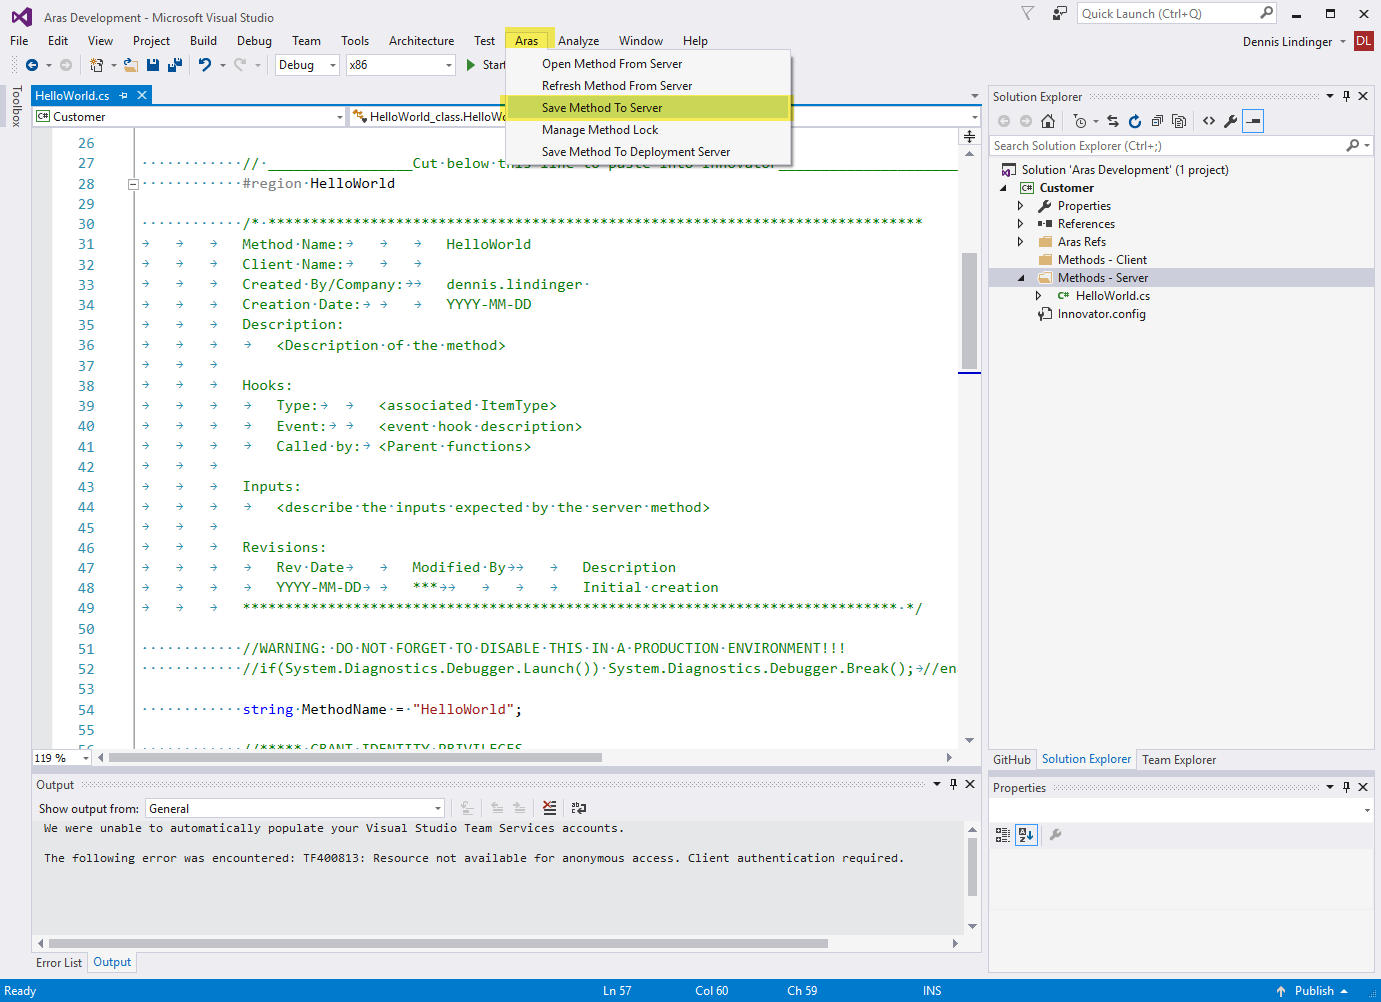 Aras Development - Microsoft Visual Studio
Quick Launch (Ctrl+Q)
File Edit View Project Build Debug Team Tools Architecture Test Aras Analyze Window Help
Dennis Lindinger DL
Debug x86 Start
Open Method From Server
Refresh Method From Server
Save Method To Server
Manage Method Lock
Save Method To Deployment Server
Toolbox
HelloWorld.cs
Customer HelloWorld_class.HelloWo
26
27 // _________________Cut below this line to paste into Innovator_____________________
28 #region HelloWorld
29
30 /* *****************************************************************************
31 Method Name: HelloWorld
32 Client Name:
33 Created By/Company: dennis.lindinger
34 Creation Date: YYYY-MM-DD
35 Description:
36 <Description of the method>
37
38 Hooks:
39 Type: <associated ItemType>
40 Event: <event hook description>
41 Called by: <Parent functions>
42
43 Inputs:
44 <describe the inputs expected by the server method>
45
46 Revisions:
47 Rev Date Modified By Description
48 YYYY-MM-DD *** Initial creation
49 ***************************************************************************** */
50
51 //WARNING: DO NOT FORGET TO DISABLE THIS IN A PRODUCTION ENVIRONMENT!!!
52 //if(System.Diagnostics.Debugger.Launch()) System.Diagnostics.Debugger.Break(); //en
53
54 string MethodName = "HelloWorld";
55
56 //***** GRANT IDENTITY PRIVILEGES
119 %
Solution Explorer
Search Solution Explorer (Ctrl+;)
Solution 'Aras Development' (1 project)
C# Customer
Properties
References
Aras Refs
Methods - Client
Methods - Server
C# HelloWorld.cs
Innovator.config
GitHub Solution Explorer Team Explorer
Properties
Output
Show output from: General
We were unable to automatically populate your Visual Studio Team Services accounts.
The following error was encountered: TF400813: Resource not available for anonymous access. Client authentication required.
Error List Output
Ready Ln 57 Col 60 Ch 59 INS Publish